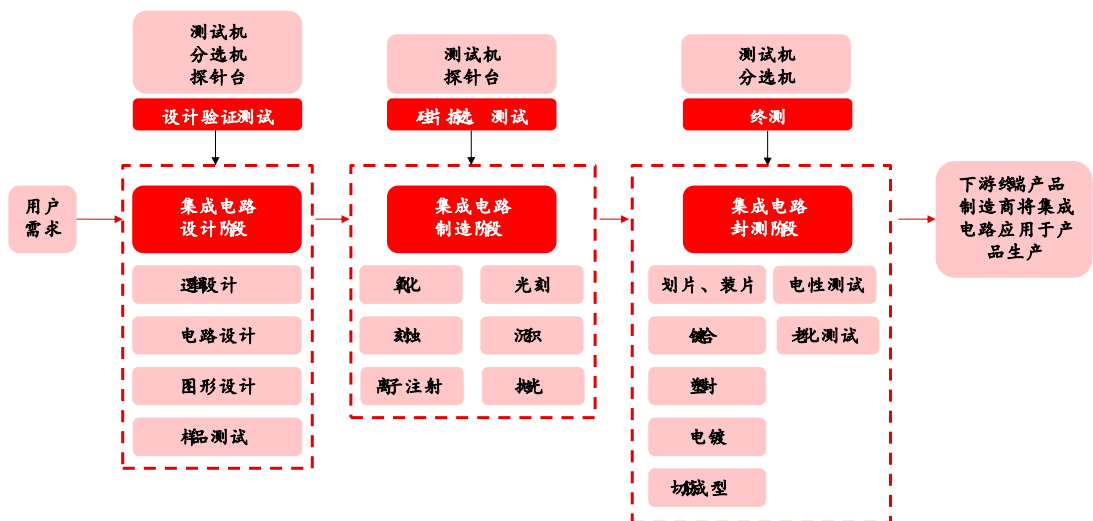 测试机
分选机
探针台
测试机
探针台
测试机
分选机
设计验证测试
硅片拣选 测试
终测
用户
需求
集成电路
设计阶段
集成电路
制造阶段
集成电路
封测阶段
下游终端产品
制造商将集成
电路应用于产
品生产
逻辑设计
电路设计
图形设计
样品测试
氧化
光刻
刻蚀
沉积
离子注射
抛光
划片、装片
电性测试
键合
老化测试
塑封
电镀
切筋成型